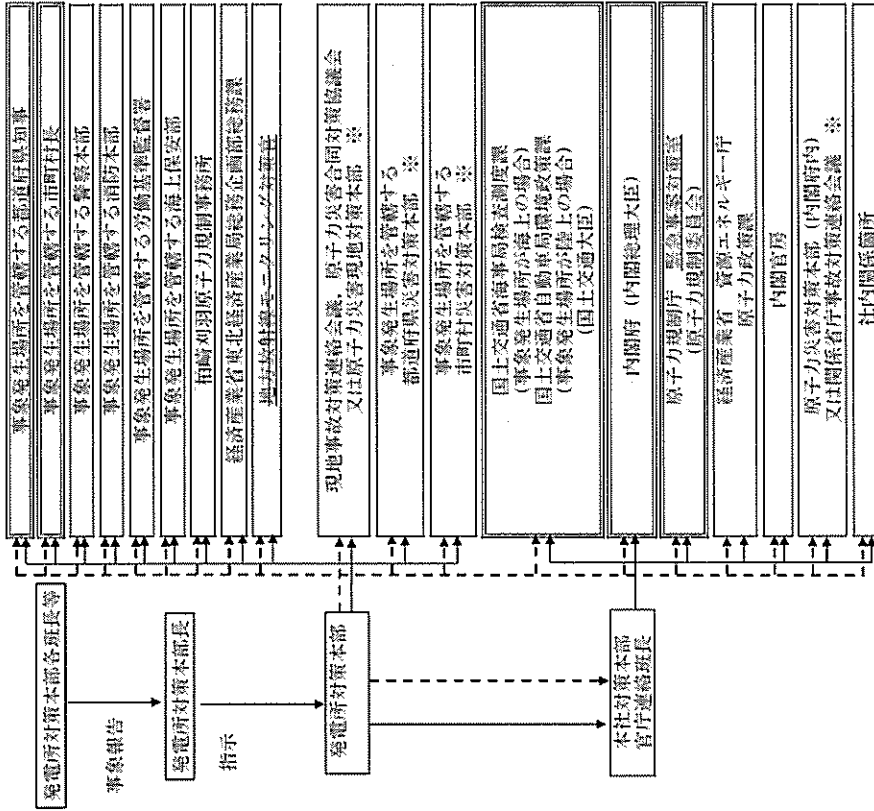 発電所対策本部各班長等
事象報告
発電所対策本部長
指示
発電所対策本部
本社対策本部
官庁連絡班長
事象発生場所を管轄する都道府県知事
事象発生場所を管轄する市町村長
事象発生場所を管轄する警察本部
事象発生場所を管轄する消防本部
事象発生場所を管轄する労働基準監督署
事象発生場所を管轄する海上保安部
柏崎刈羽原子力規制事務所
経済産業省東北経済産業局総務企画部総務課
地方放射線モニタリング対策官
現地事故対策連絡会議，原子力災害合同対策協議会
又は原子力災害現地対策本部 ※
事象発生場所を管轄する
都道府県災害対策本部 ※
事象発生場所を管轄する
市町村災害対策本部 ※
国土交通省海事局検査測度課
(事象発生場所が海上の場合)
国土交通省自動車局環境政策課
(事象発生場所が陸上の場合)
(国土交通大臣)
内閣府 (内閣総理大臣)
原子力規制庁 緊急事案対策室
(原子力規制委員会)
経済産業省 資源エネルギー庁
原子力政策課
内閣官房
原子力災害対策本部 (内閣府内)
又は関係省庁事故対策連絡会議 ※
社内関係箇所